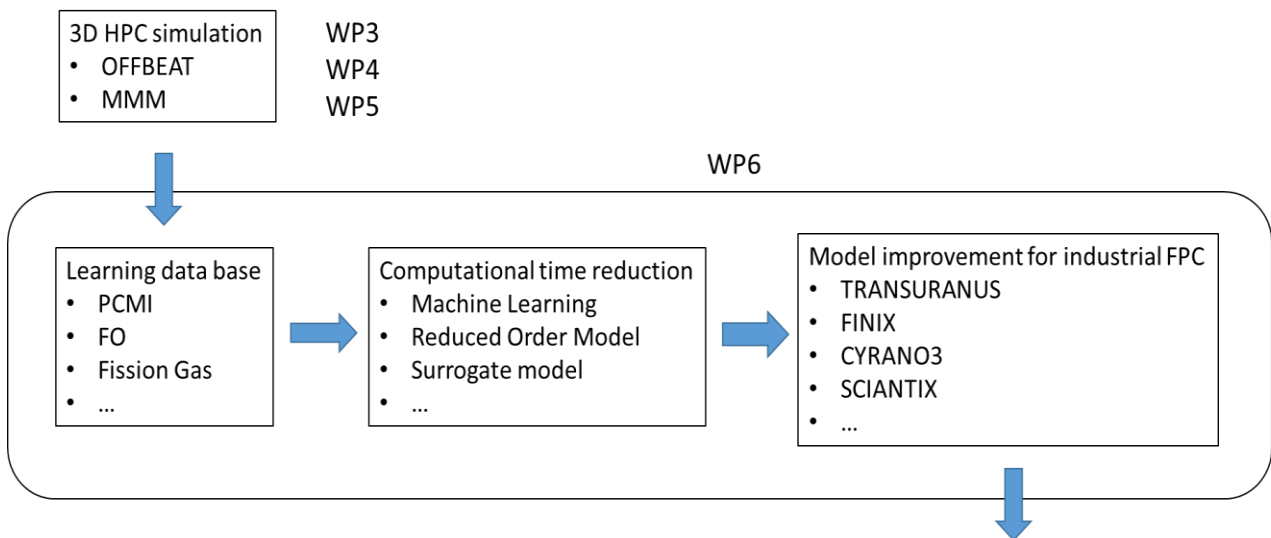 3D HPC simulation
• OFFBEAT
• MMM
WP3
WP4
WP5
WP6
Learning data base
• PCMI
• FO
• Fission Gas
• ...
Computational time reduction
• Machine Learning
• Reduced Order Model
• Surrogate model
• ...
Model improvement for industrial FPC
• TRANSURANUS
• FINIX
• CYRANO3
• SCIANTIX
• ...